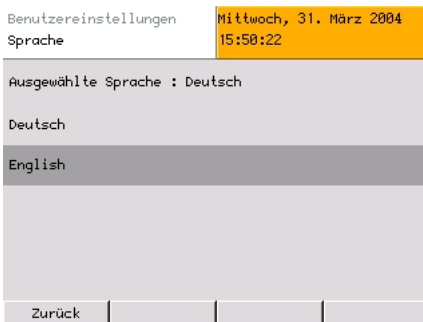 Benutzereinstellungen
Sprache
Mittwoch, 31. März 2004
15:50:22
Ausgewählte Sprache : Deutsch
Deutsch
English
Zurück